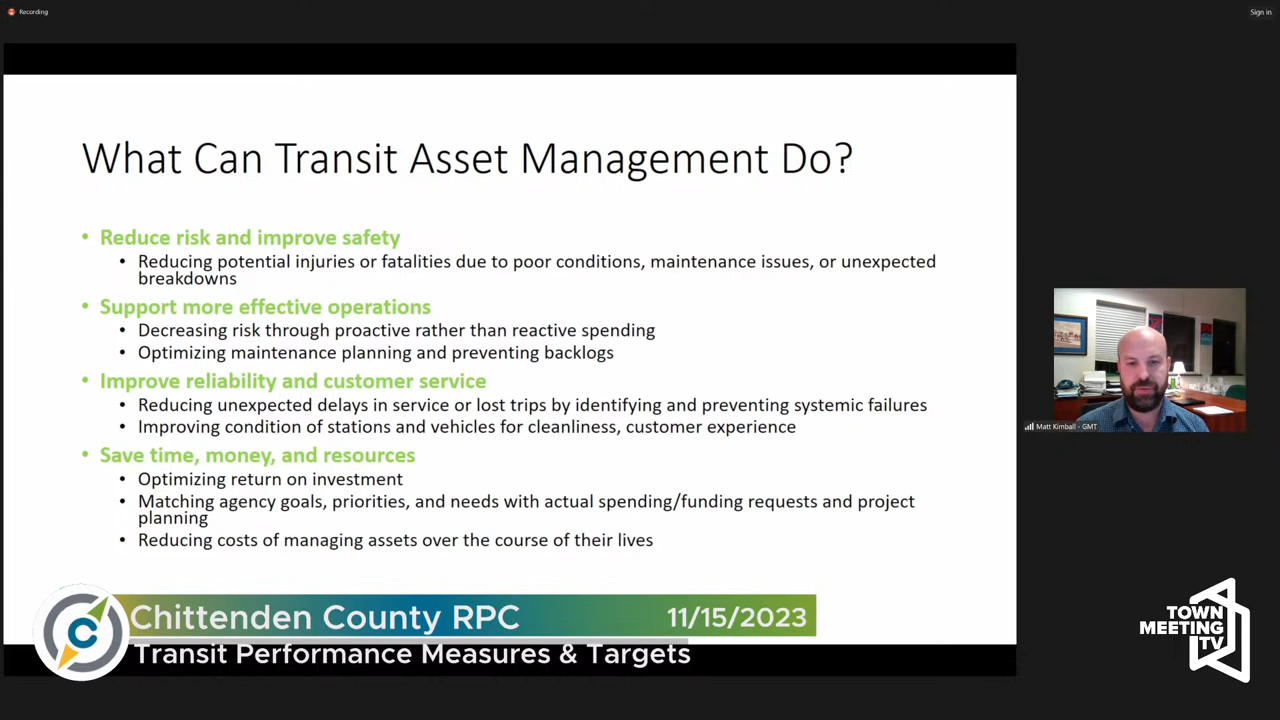 Recording
Sign in
What Can Transit Asset Management Do?
• Reduce risk and improve safety
• Reducing potential injuries or fatalities due to poor conditions, maintenance issues, or unexpected
breakdowns
• Support more effective operations
• Decreasing risk through proactive rather than reactive spending
• Optimizing maintenance planning and preventing backlogs
• Improve reliability and customer service
• Reducing unexpected delays in service or lost trips by identifying and preventing systemic failures
• Improving condition of stations and vehicles for cleanliness, customer experience
• Save time, money, and resources
• Optimizing return on investment
• Matching agency goals, priorities, and needs with actual spending/funding requests and project
planning
• Reducing costs of managing assets over the course of their lives
Matt Kimball - GMT
C
Chittenden County RPC
11/15/2023
Transit Performance Measures & Targets
TOWN
MEETING
TV